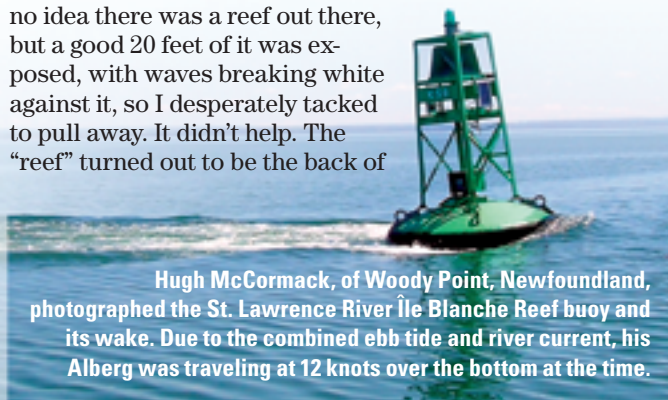 no idea there was a reef out there,
but a good 20 feet of it was ex-
posed, with waves breaking white
against it, so I desperately tacked
to pull away. It didn’t help. The
“reef” turned out to be the back of
Hugh McCormack, of Woody Point, Newfoundland,
photographed the St. Lawrence River Île Blanche Reef buoy and
its wake. Due to the combined ebb tide and river current, his
Alberg was traveling at 12 knots over the bottom at the time.